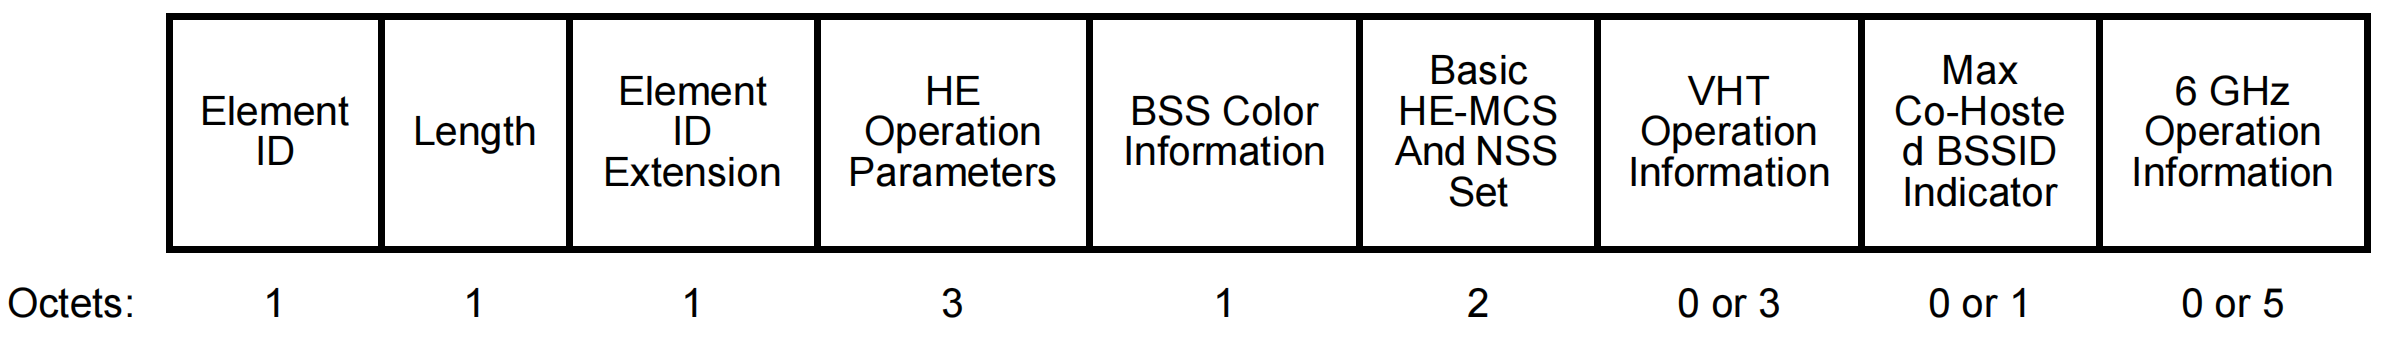 Element
ID
Length
Element
ID
Extension
HE
Operation
Parameters
BSS Color
Information
Basic
HE-MCS
And NSS
Set
VHT
Operation
Information
Max
Co-Hoste
d BSSID
Indicator
6 GHz
Operation
Information
Octets: 1 1 1 3 1 2 0 or 3 0 or 1 0 or 5